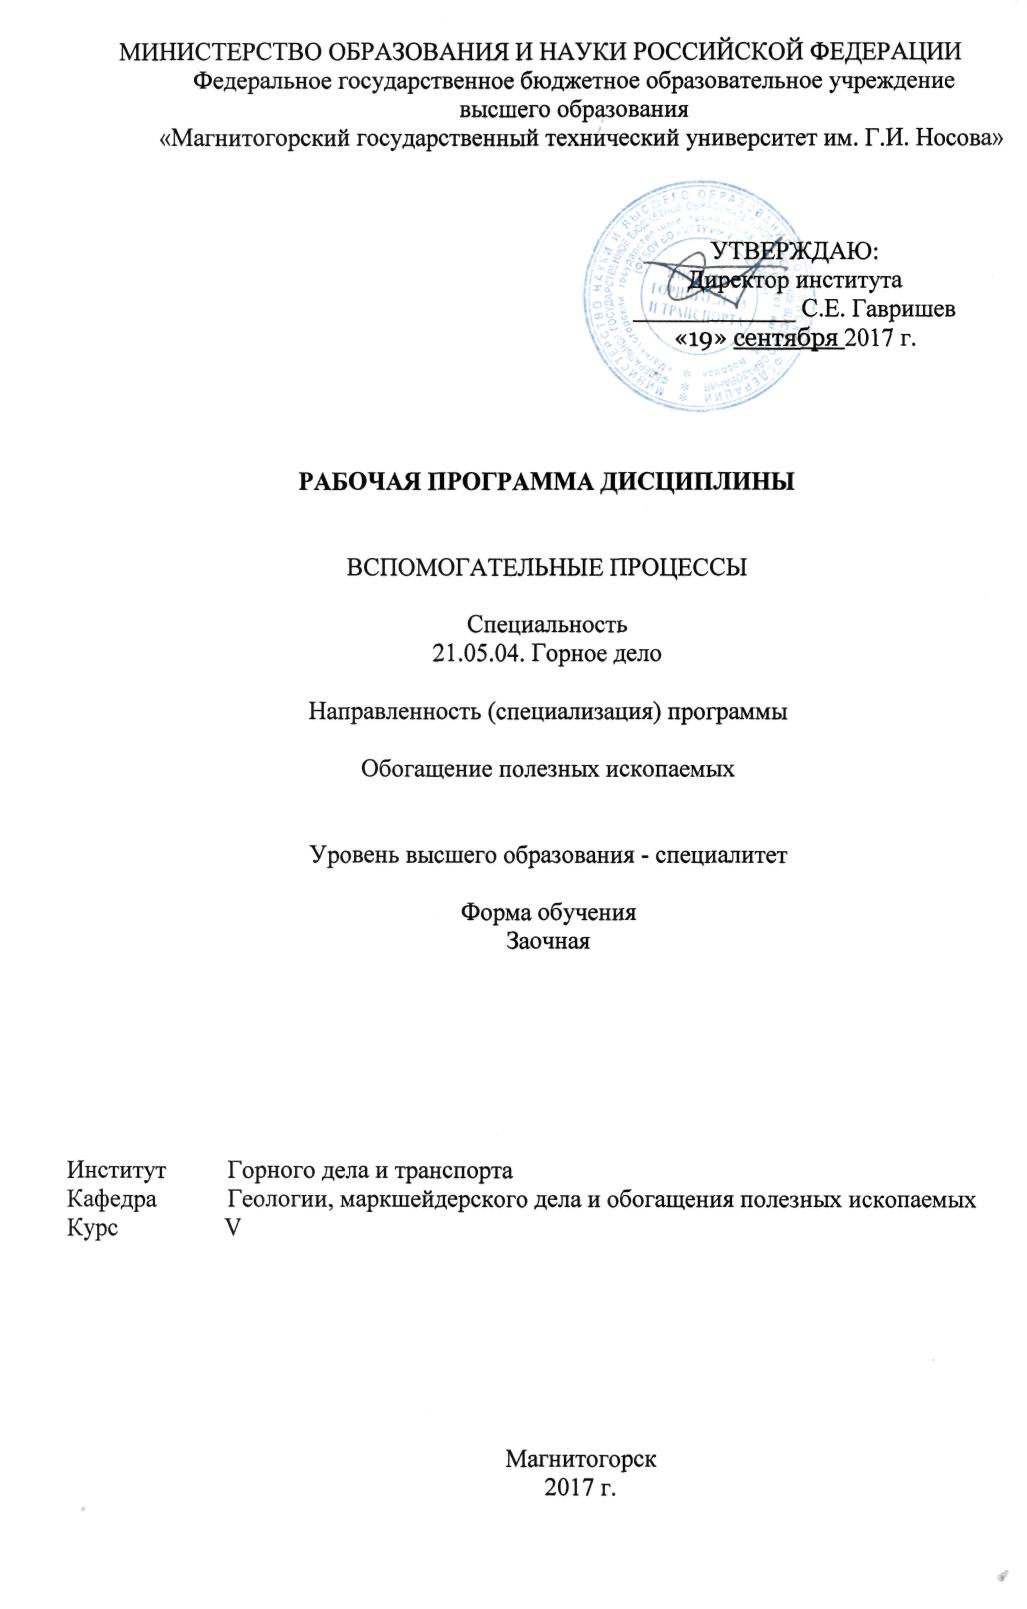 МИНИСТЕРСТВО ОБРАЗОВАНИЯ И НАУКИ РОССИЙСКОЙ ФЕДЕРАЦИИ
Федеральное государственное бюджетное образовательное учреждение
высшего образования
«Магнитогорский государственный технический университет им. Г.И. Носова»
УТВЕРЖДАЮ:
Директор института
С.Е. Гавришев
«19» сентября 2017 г.
РАБОЧАЯ ПРОГРАММА ДИСЦИПЛИНЫ
ВСПОМОГАТЕЛЬНЫЕ ПРОЦЕССЫ
Специальность
21.05.04. Горное дело
Направленность (специализация) программы
Обогащение полезных ископаемых
Уровень высшего образования - специалитет
Форма обучения
Заочная
Институт Горного дела и транспорта
Кафедра Геологии, маркшейдерского дела и обогащения полезных ископаемых
Курс V
Магнитогорск
2017 г.